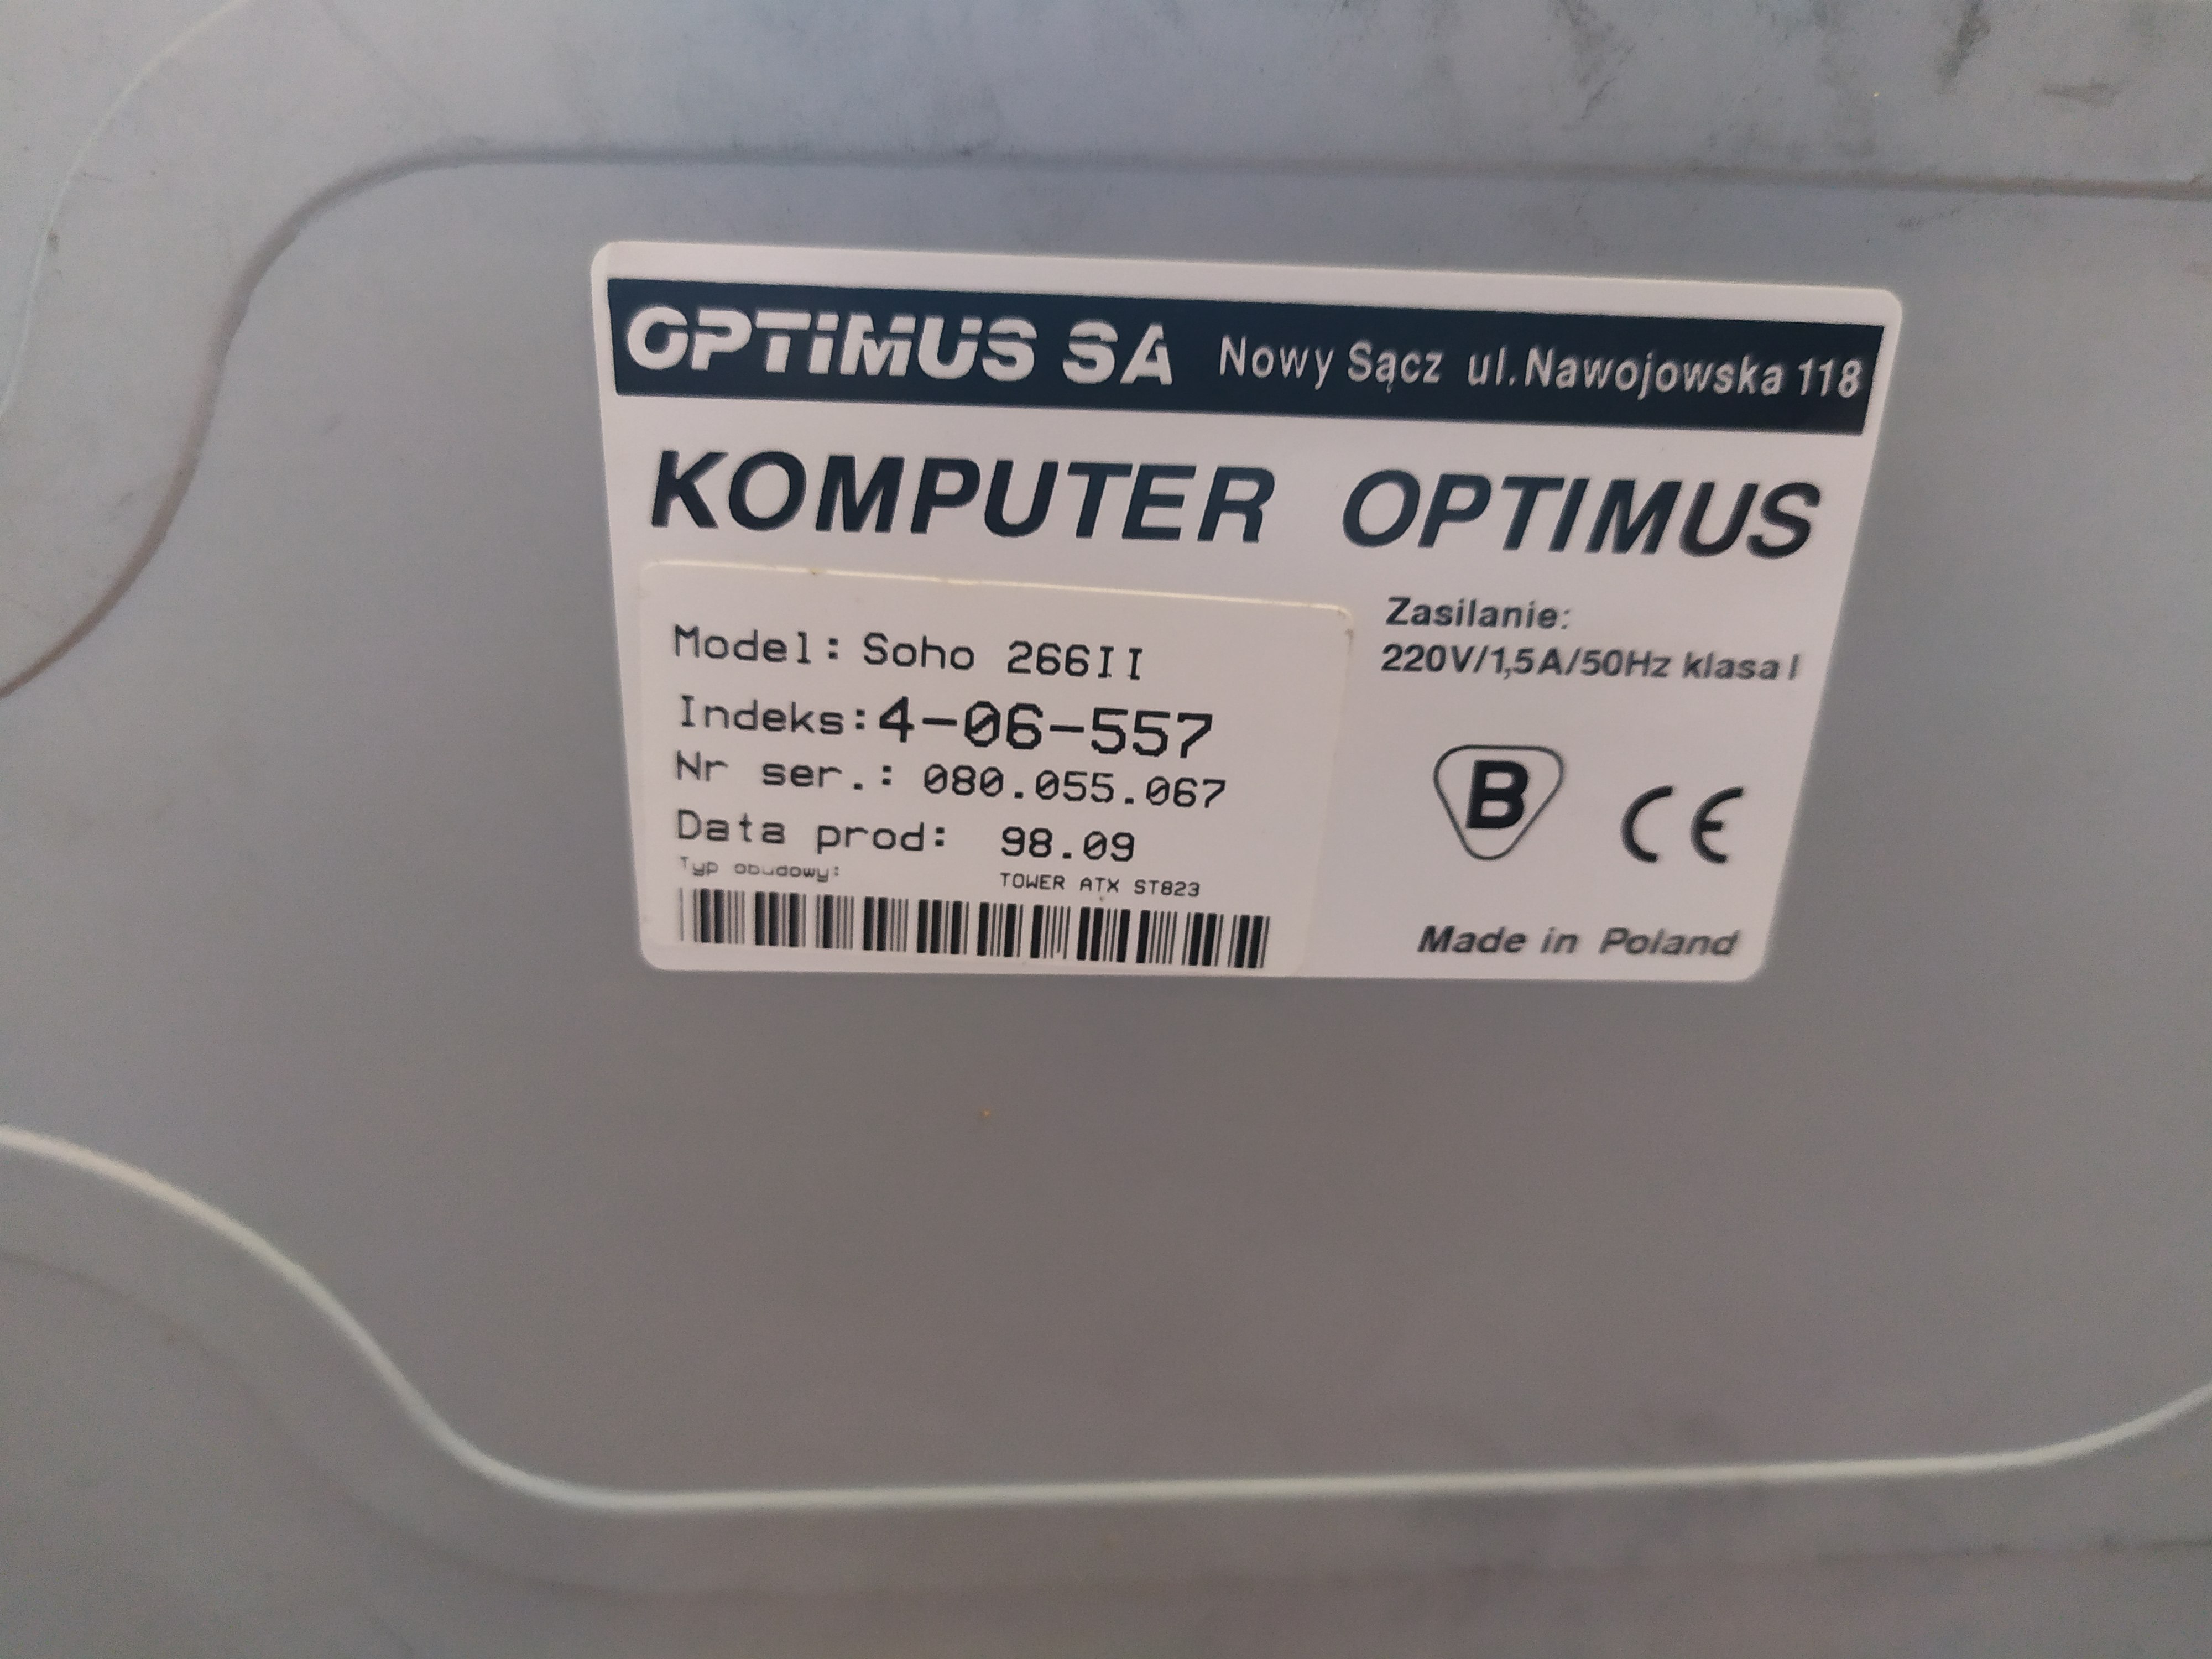 OPTIMUS SA Nowy Sącz ul.Nawojowska 118
KOMPUTER OPTIMUS
Model: Soho 266II
Indeks:4-06-557
Nr ser.: 080.055.067
Data prod: 98.09
Typ obudowy: TOWER ATX ST823
Zasilanie:
220V/1,5A/50Hz klasa I
B CE
Made in Poland